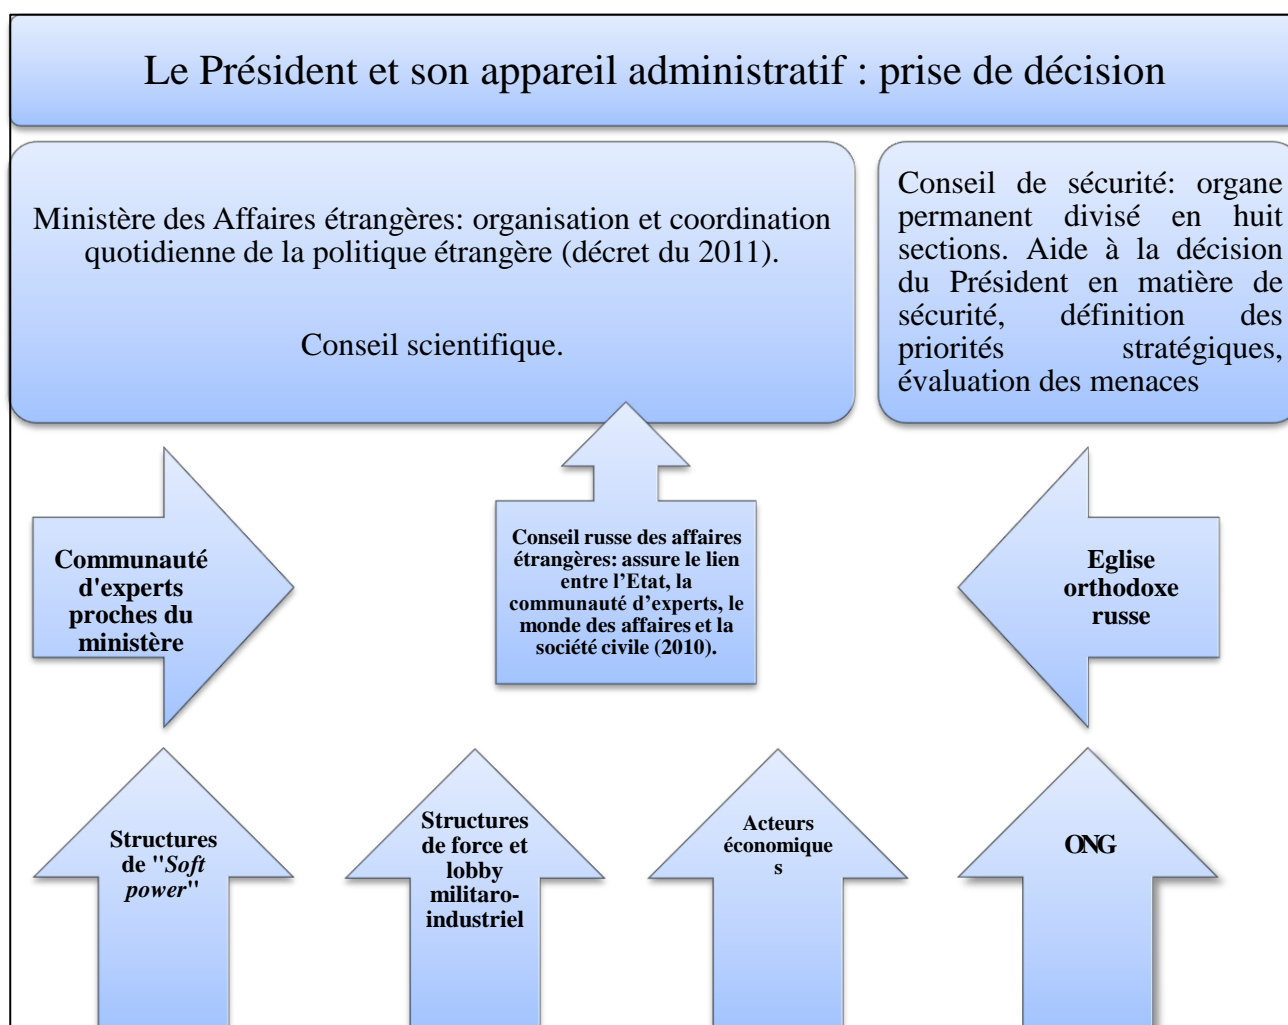 Le Président et son appareil administratif : prise de décision
Ministère des Affaires étrangères: organisation et coordination
quotidienne de la politique étrangère (décret du 2011).
Conseil scientifique.
Conseil de sécurité: organe
permanent divisé en huit
sections. Aide à la décision
du Président en matière de
sécurité, définition des
priorités stratégiques,
évaluation des menaces
Communauté
d'experts
proches du
ministère
Conseil russe des affaires
étrangères: assure le lien
entre l’Etat, la
communauté d’experts, le
monde des affaires et la
société civile (2010).
Eglise
orthodoxe
russe
Structures
de "Soft
power"
Structures
de force et
lobby
militaro-
industriel
Acteurs
économique
s
ONG